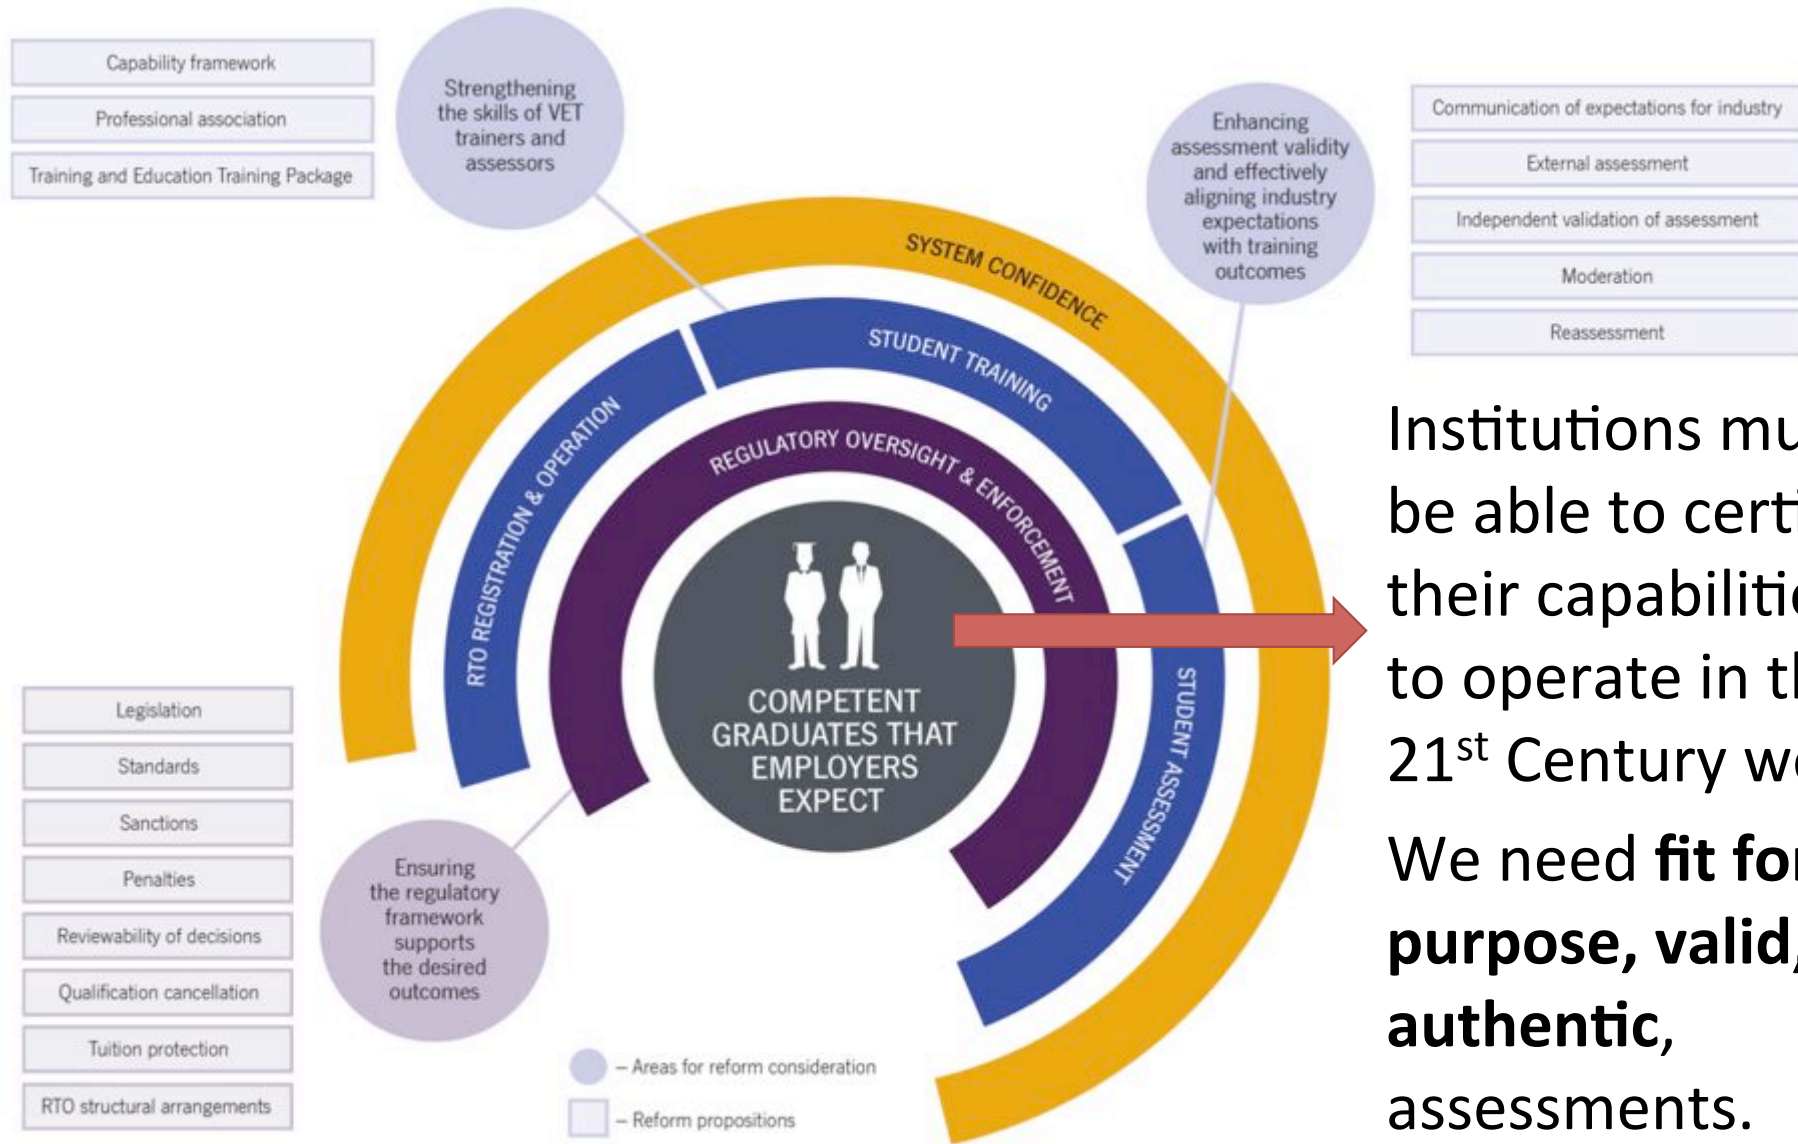 Capability framework
Professional association
Training and Education Training Package
Strengthening
the skills of VET
trainers and
assessors
Enhancing
assessment validity
and effectively
aligning industry
expectations
with training
outcomes
Communication of expectations for industry
External assessment
Independent validation of assessment
Moderation
Reassessment
SYSTEM CONFIDENCE
STUDENT TRAINING
RTO REGISTRATION & OPERATION
REGULATORY OVERSIGHT & ENFORCEMENT
STUDENT ASSESSMENT
COMPETENT
GRADUATES THAT
EMPLOYERS
EXPECT
Legislation
Standards
Sanctions
Penalties
Reviewability of decisions
Qualification cancellation
Tuition protection
RTO structural arrangements
Ensuring
the regulatory
framework
supports
the desired
outcomes
– Areas for reform consideration
– Reform propositions
Institutions
be able to
their
to operate in
21st Century
We need fit for
purpose, valid,
authentic,
assessments.